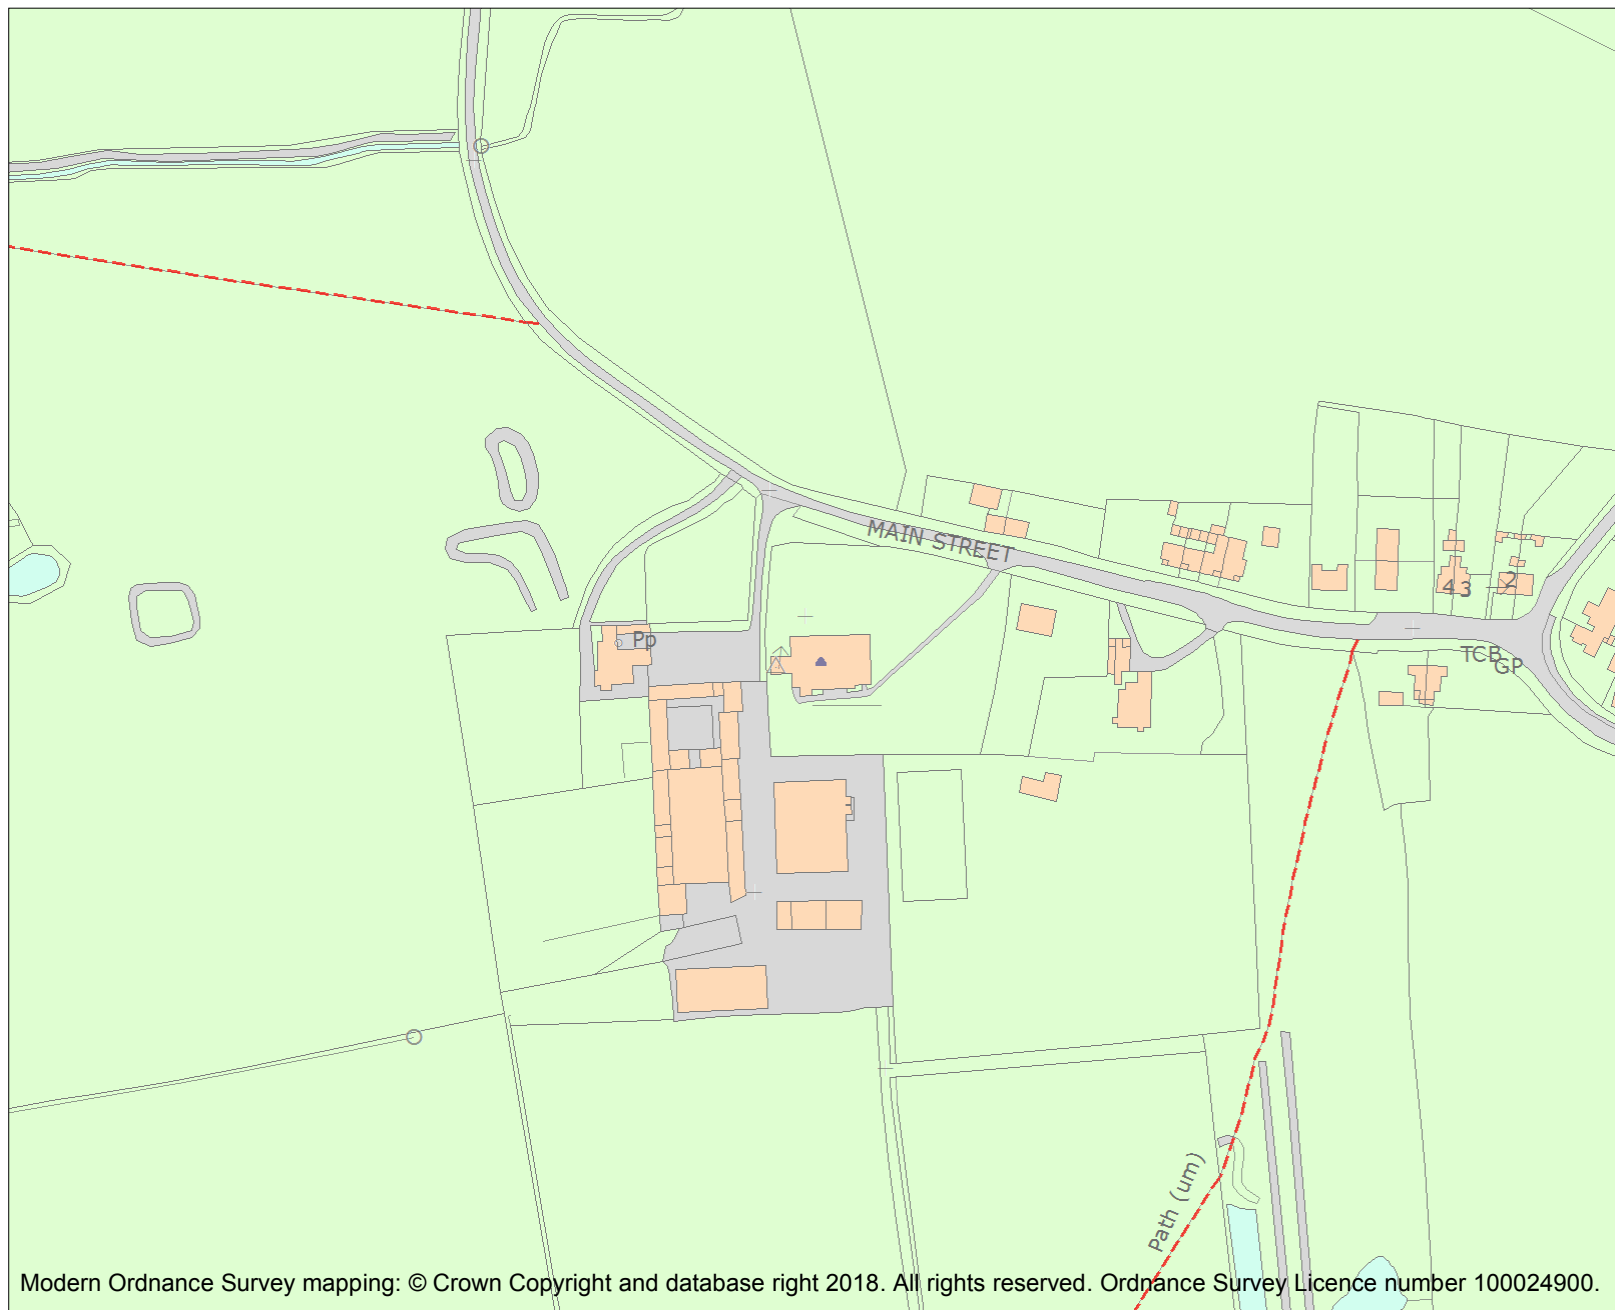 MAIN STREET
43
2
Pp
TCB
GP
Path (um)
Modern Ordnance Survey mapping: © Crown Copyright and database right 2018. All rights reserved. Ordnance Survey Licence number 100024900.